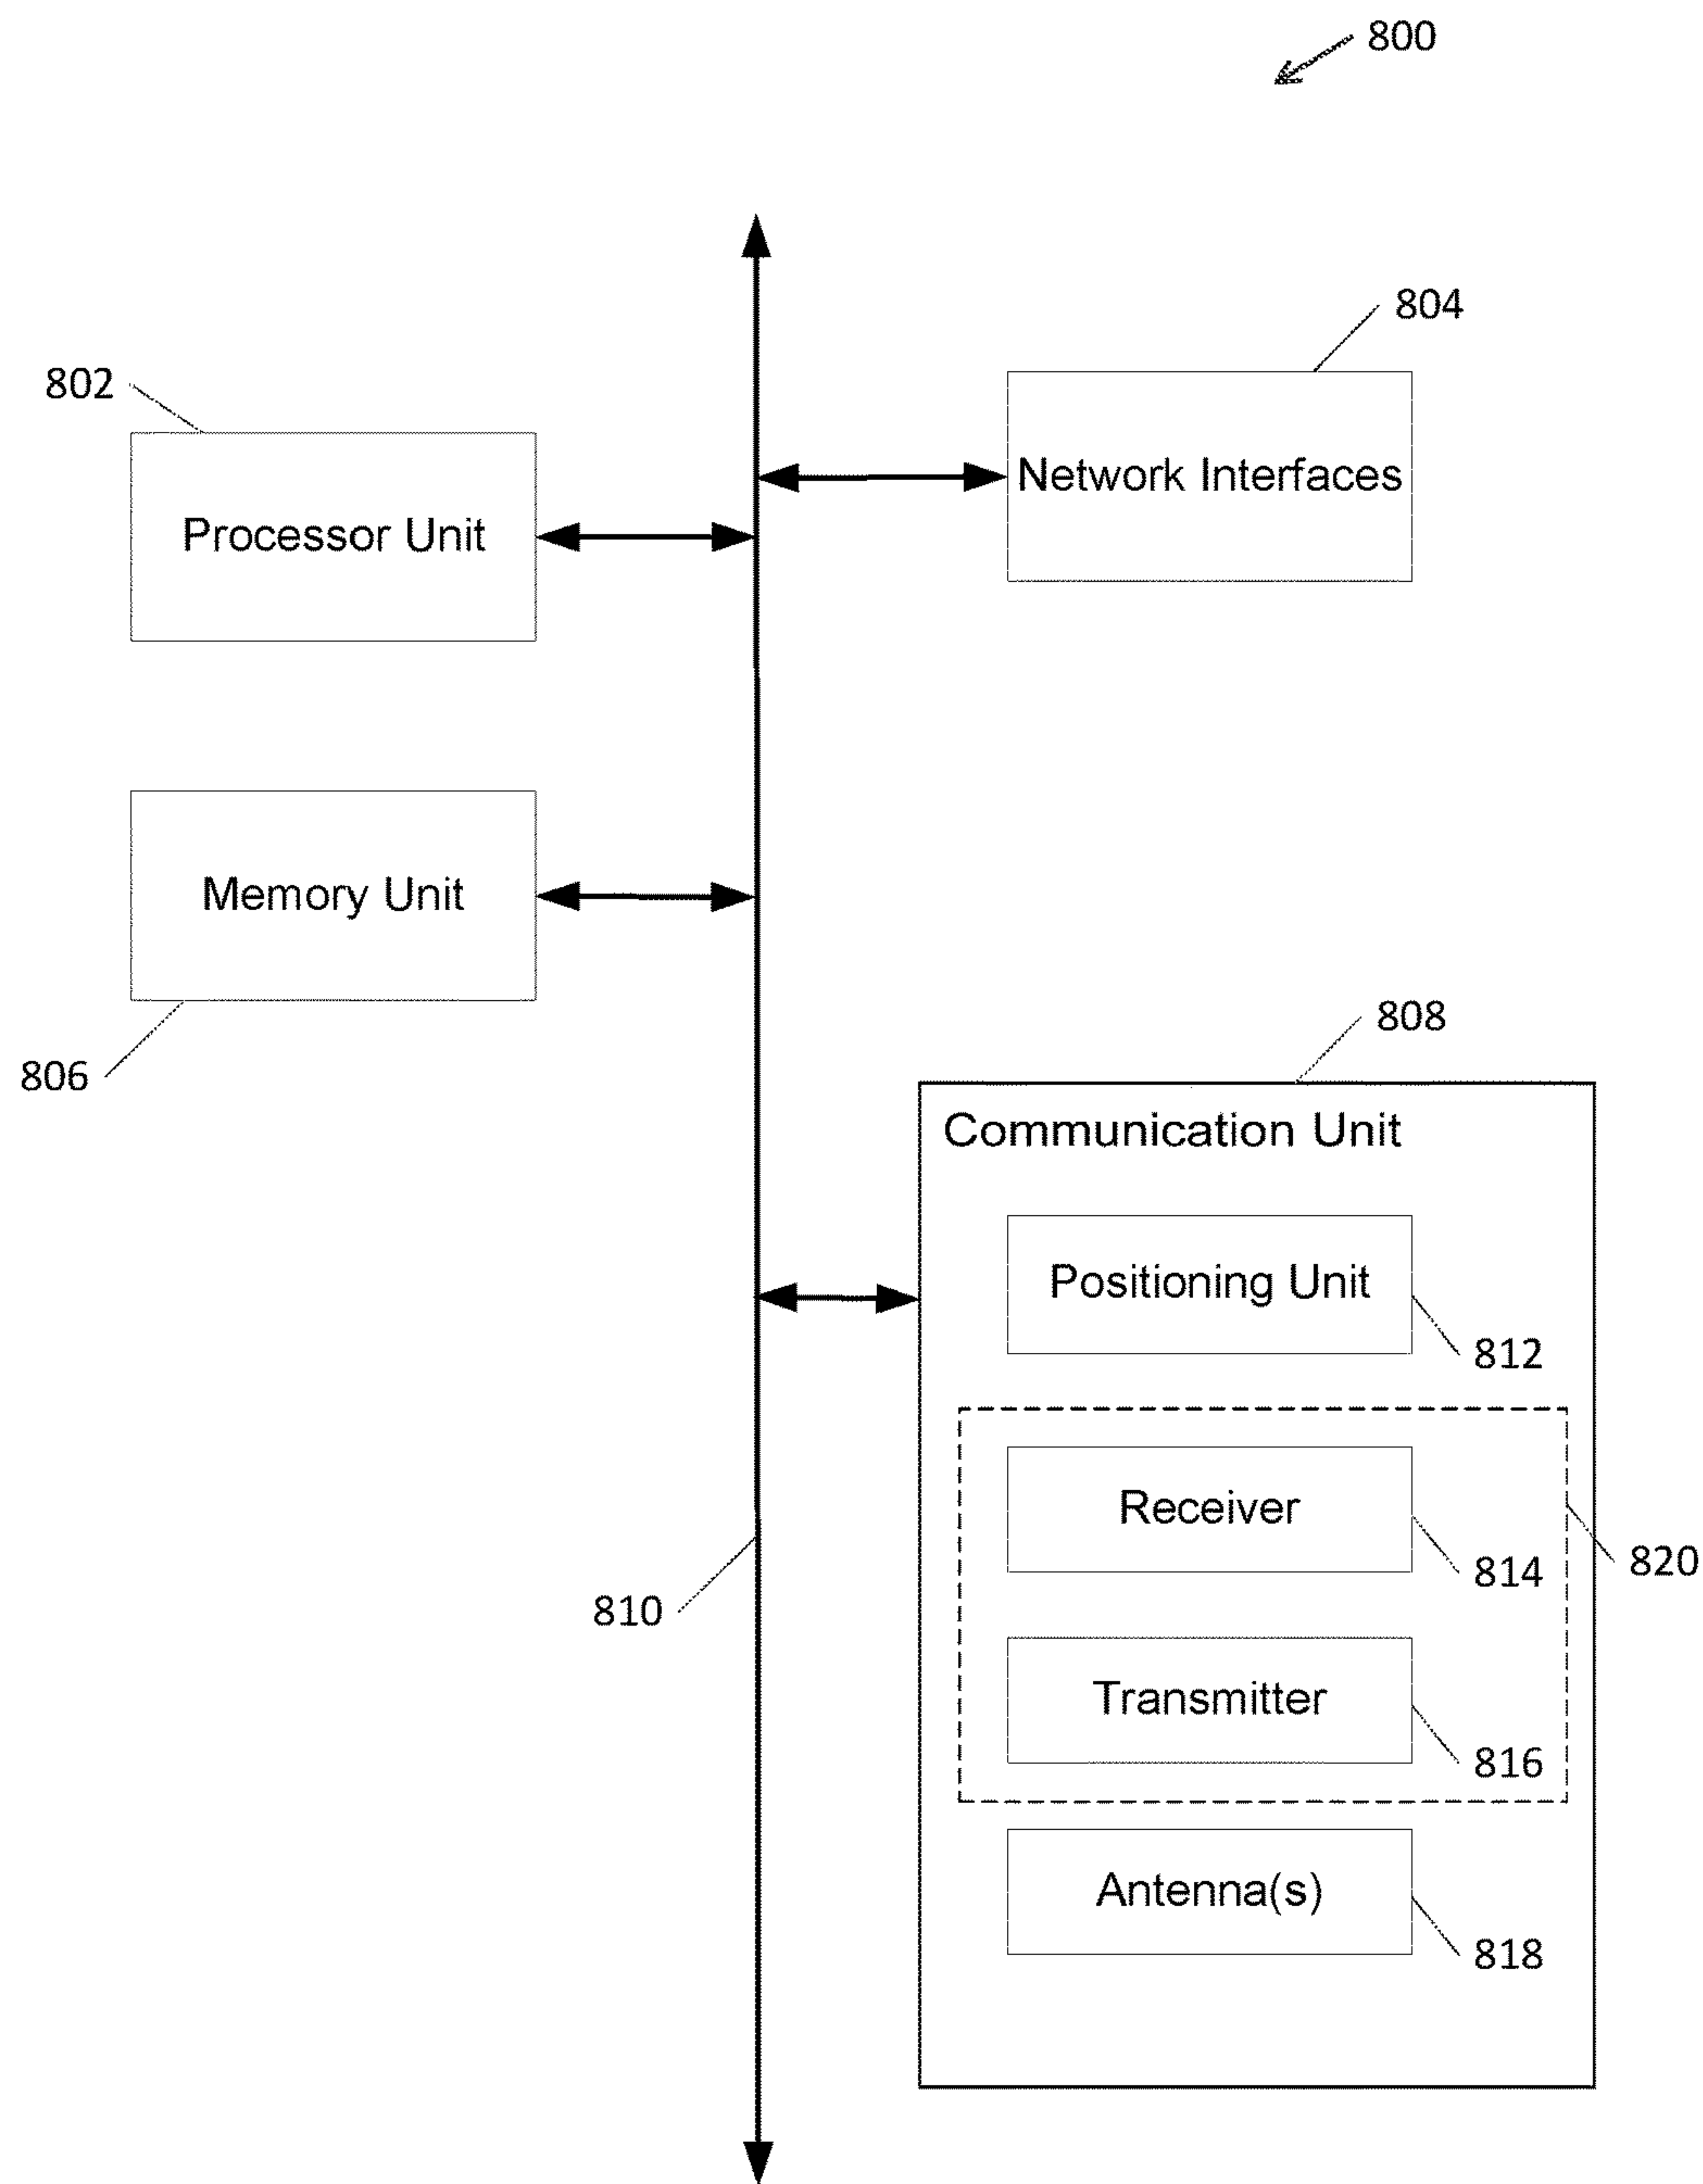 800
804
802
Network Interfaces
Processor Unit
Memory Unit
808
806
Communication Unit
Positioning Unit
812
Receiver
820
814
810
Transmitter
816
Antenna(s)
818